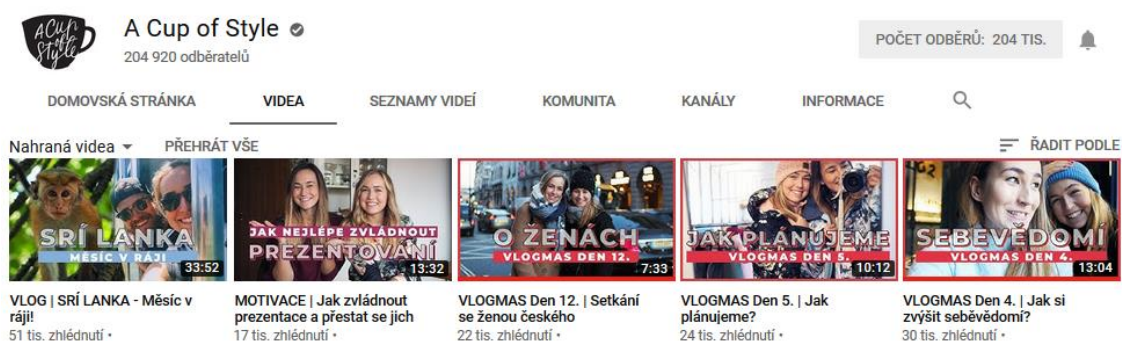 ACup
of
Style
A Cup of Style
204 920 odběratelů
POČET ODBĚRŮ: 204 TIS.
DOMOVSKÁ STRÁNKA VIDEA SEZNAMY VIDEÍ KOMUNITA KANÁLY INFORMACE
Nahraná videa PŘEHRÁT VŠE ŘADIT PODLE
SRÍ LANKA
MĚSÍC V RÁJI
33:52
JAK NEJLÉPE ZVLÁDNOUT
PREZENTOVÁNÍ
13:32
O ŽENÁCH
VLOGMAS DEN 12.
7:33
JAK PLÁNUJEME
VLOGMAS DEN 5.
10:12
SEBEVĚDOMÍ
VLOGMAS DEN 4.
13:04
VLOG | SRÍ LANKA - Měsíc v
ráji!
51 tis. zhlédnutí •
MOTIVACE | Jak zvládnout
prezentace a přestat se jich
17 tis. zhlédnutí •
VLOGMAS Den 12. | Setkání
se ženou českého
22 tis. zhlédnutí •
VLOGMAS Den 5. | Jak
plánujeme?
24 tis. zhlédnutí •
VLOGMAS Den 4. | Jak si
zvýšit seběvědomí?
30 tis. zhlédnutí •